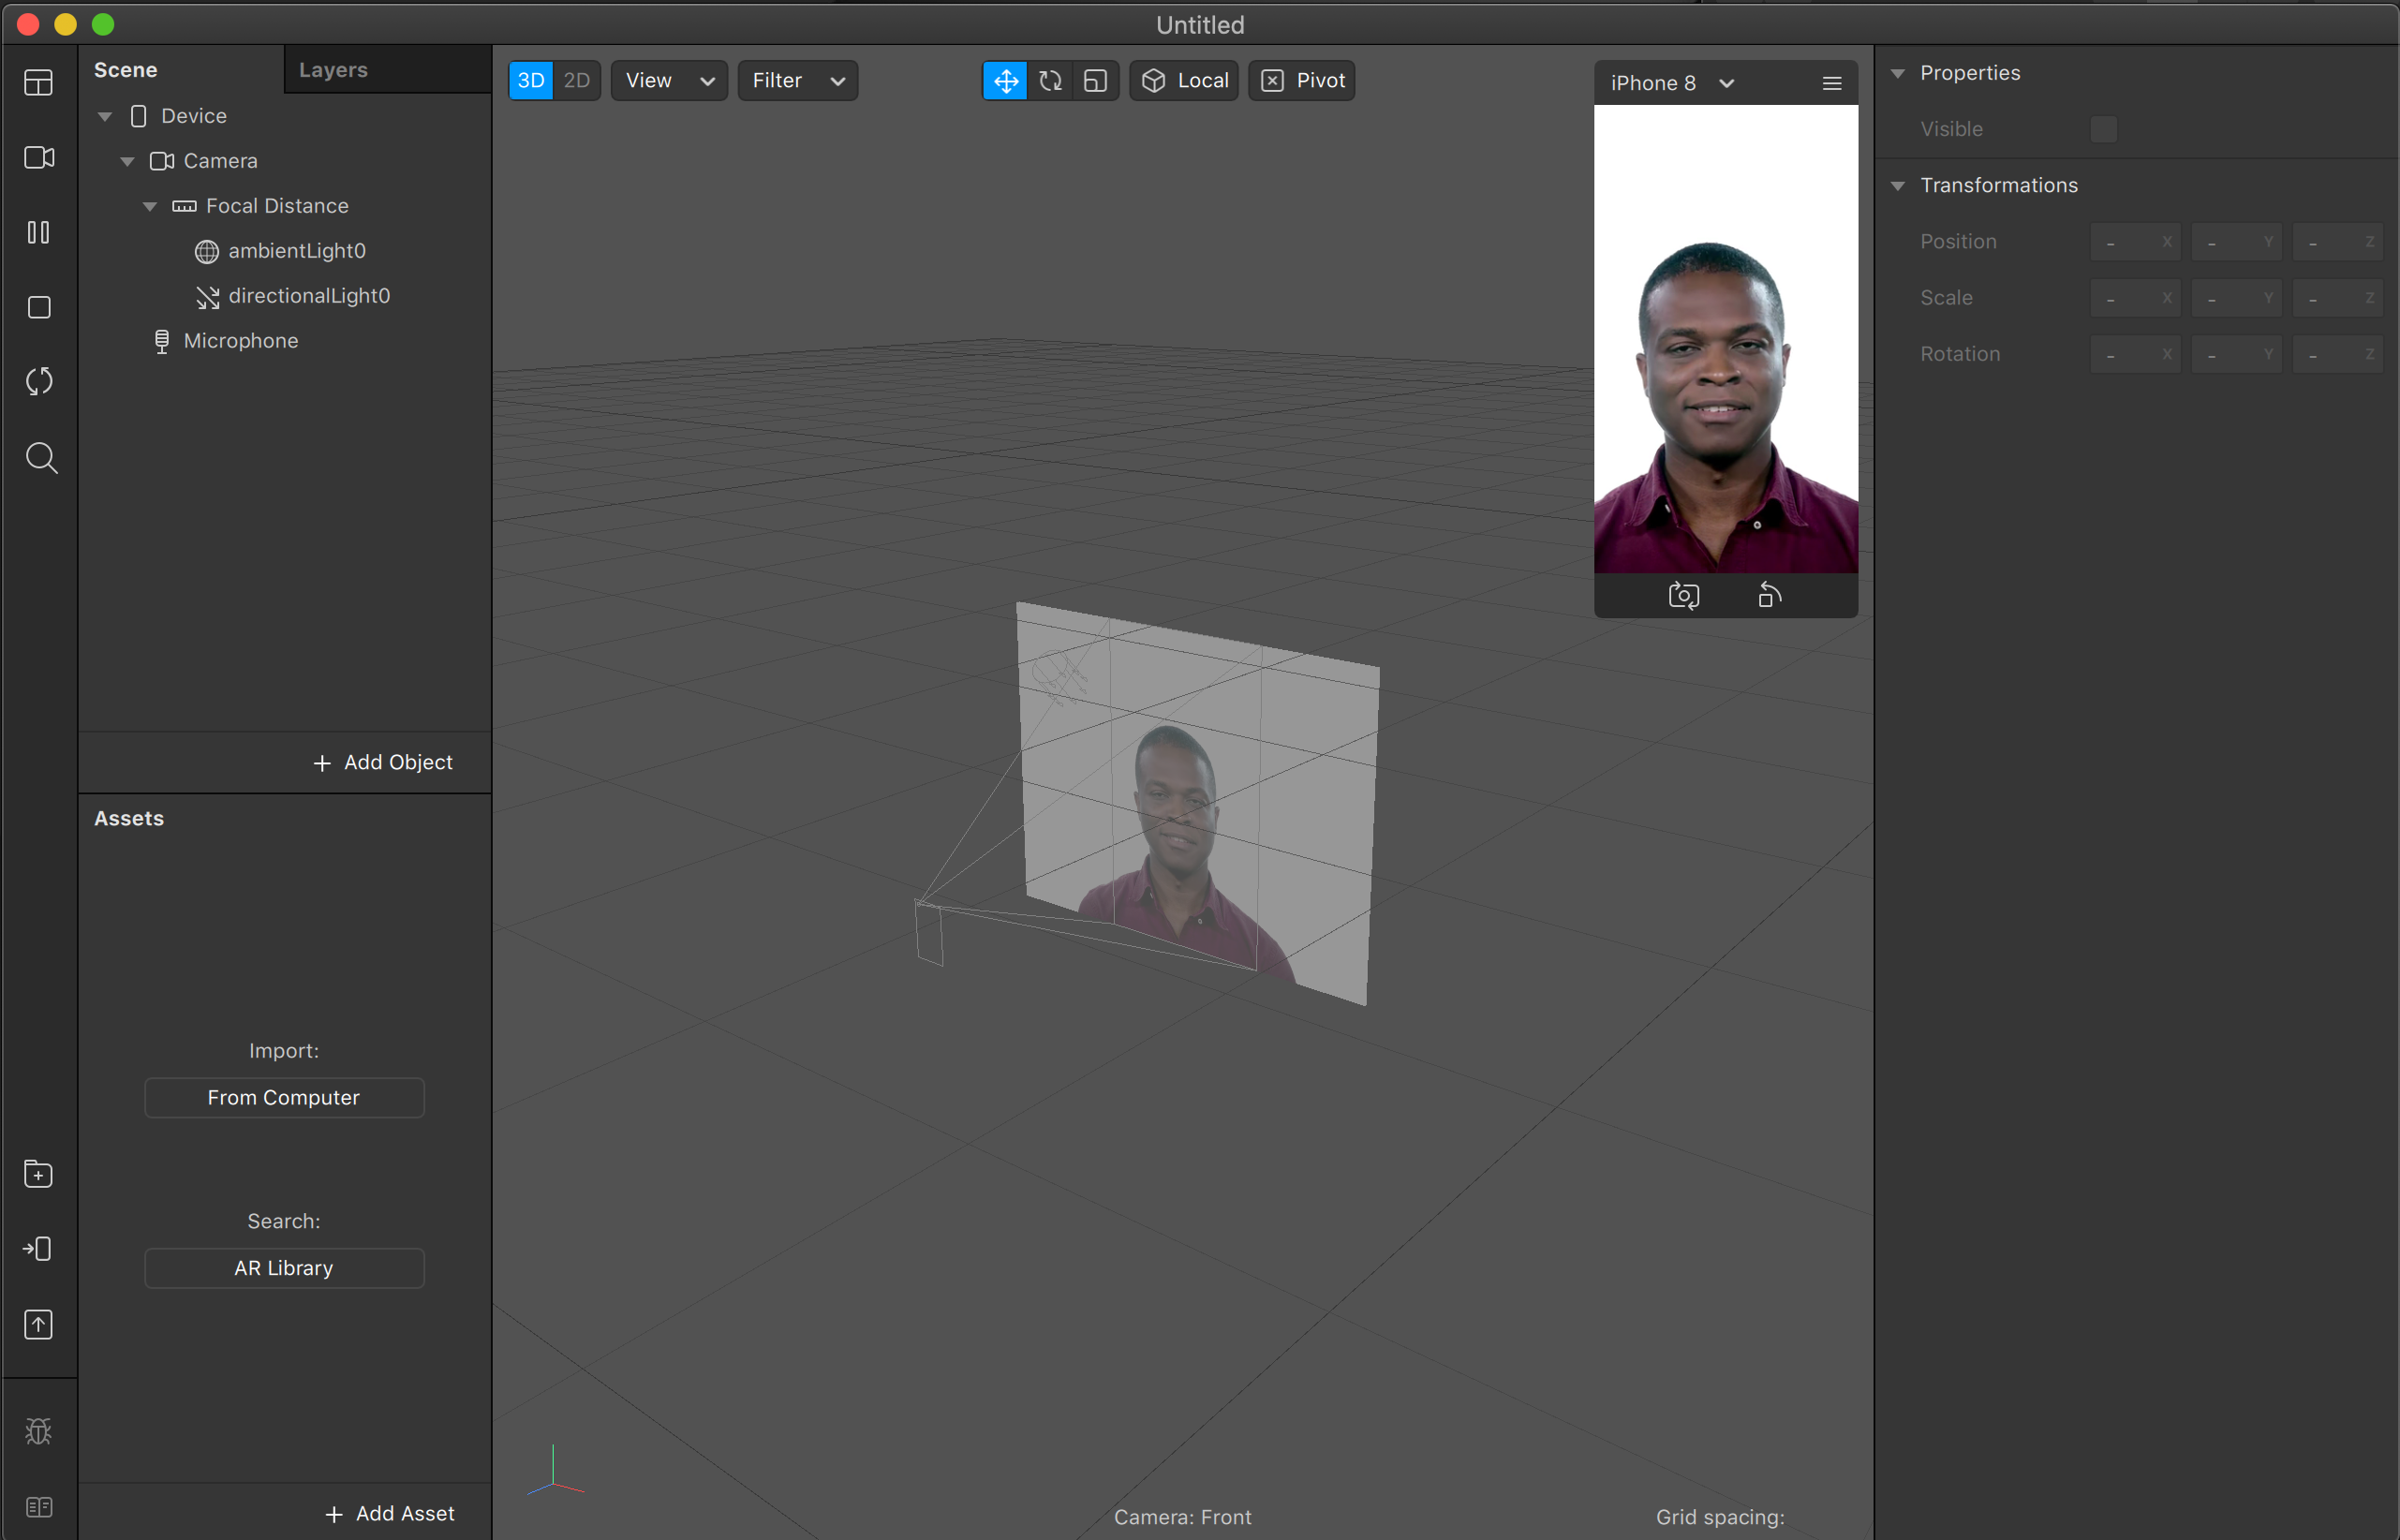 Untitled
Scene
Layers
Device
Camera
Focal Distance
ambientLight0
directionalLight0
Microphone
+ Add Object
Assets
Import:
From Computer
Search:
AR Library
+ Add Asset
3D 2D View Filter
Local Pivot
iPhone 8
Camera: Front
Grid spacing:
Properties
Visible
Transformations
Position - X - Y - Z
Scale - X - Y - Z
Rotation - X - Y - Z